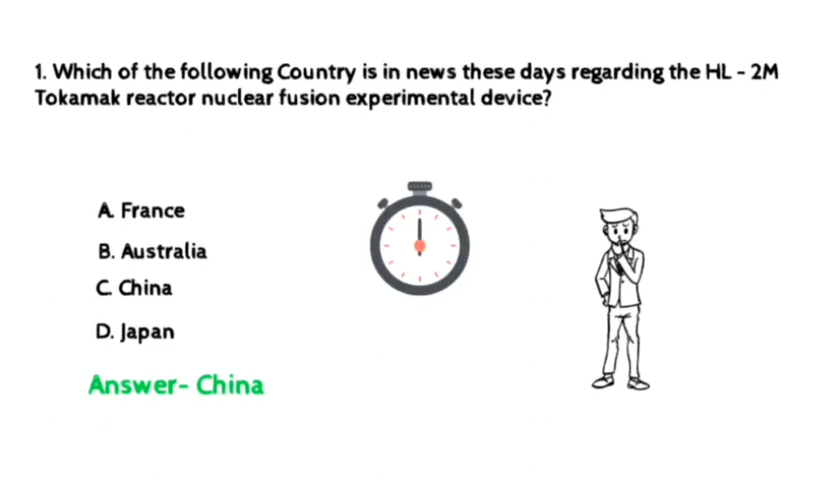 1. Which of the following Country is in news these days regarding the HL - 2M
Tokamak reactor nuclear fusion experimental device?
A. France
B. Australia
C. China
D. Japan
Answer- China